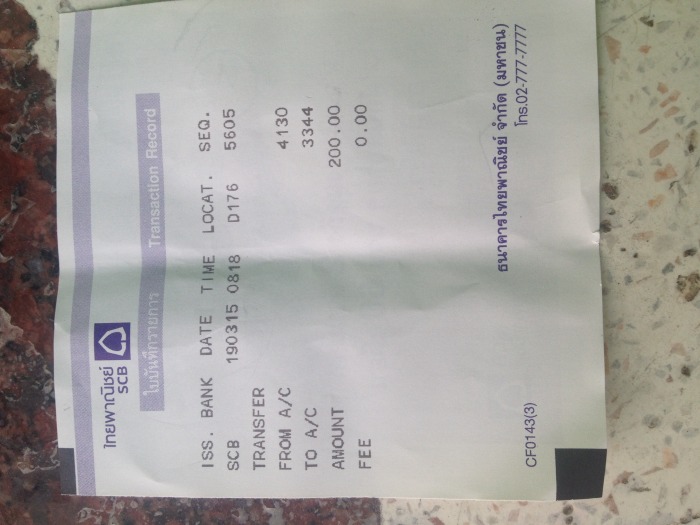 ไทยพาณิชย์
SCB
ใบบันทึกรายการ Transaction Record
ISS. BANK DATE TIME LOCAT. SEQ.
SCB 190315 0818 D176 5605
TRANSFER
FROM A/C 4130
TO A/C 3344
AMOUNT 200.00
FEE 0.00
ธนาคารไทยพาณิชย์ จำกัด (มหาชน)
CF0143(3) โทร.02-777-7777